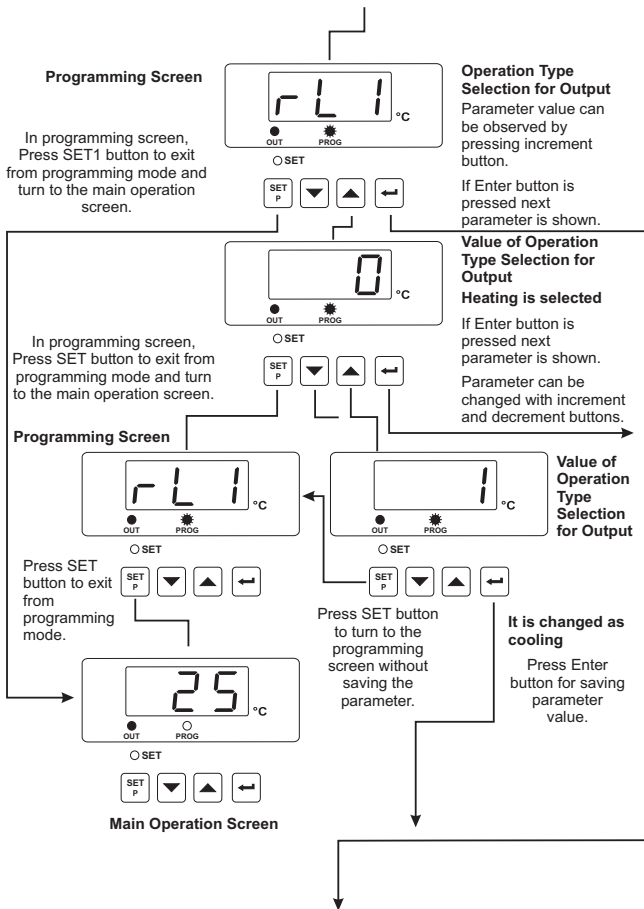 Programming Screen
In programming screen,
Press SET1 button to exit
from programming mode and
turn to the main operation
screen.
rL1
°C
OUT PROG
SET
SET
P
Operation Type
Selection for Output
Parameter value can
be observed by
pressing increment
button.
If Enter button is
pressed next
parameter is shown.
0
°C
OUT PROG
SET
SET
P
Value of Operation
Type Selection for
Output
Heating is selected
If Enter button is
pressed next
parameter is shown.
Parameter can be
changed with increment
and decrement buttons.
In programming screen,
Press SET button to exit from
programming mode and turn
to the main operation screen.
Programming Screen
rL1
°C
OUT PROG
SET
SET
P
Press SET
button to exit
from
programming
mode.
1
°C
OUT PROG
SET
SET
P
Value of
Operation
Type
Selection
for Output
Press SET button
to turn to the
programming
screen without
saving the
parameter.
It is changed as
cooling
Press Enter
button for saving
parameter
value.
25
°C
OUT PROG
SET
SET
P
Main Operation Screen